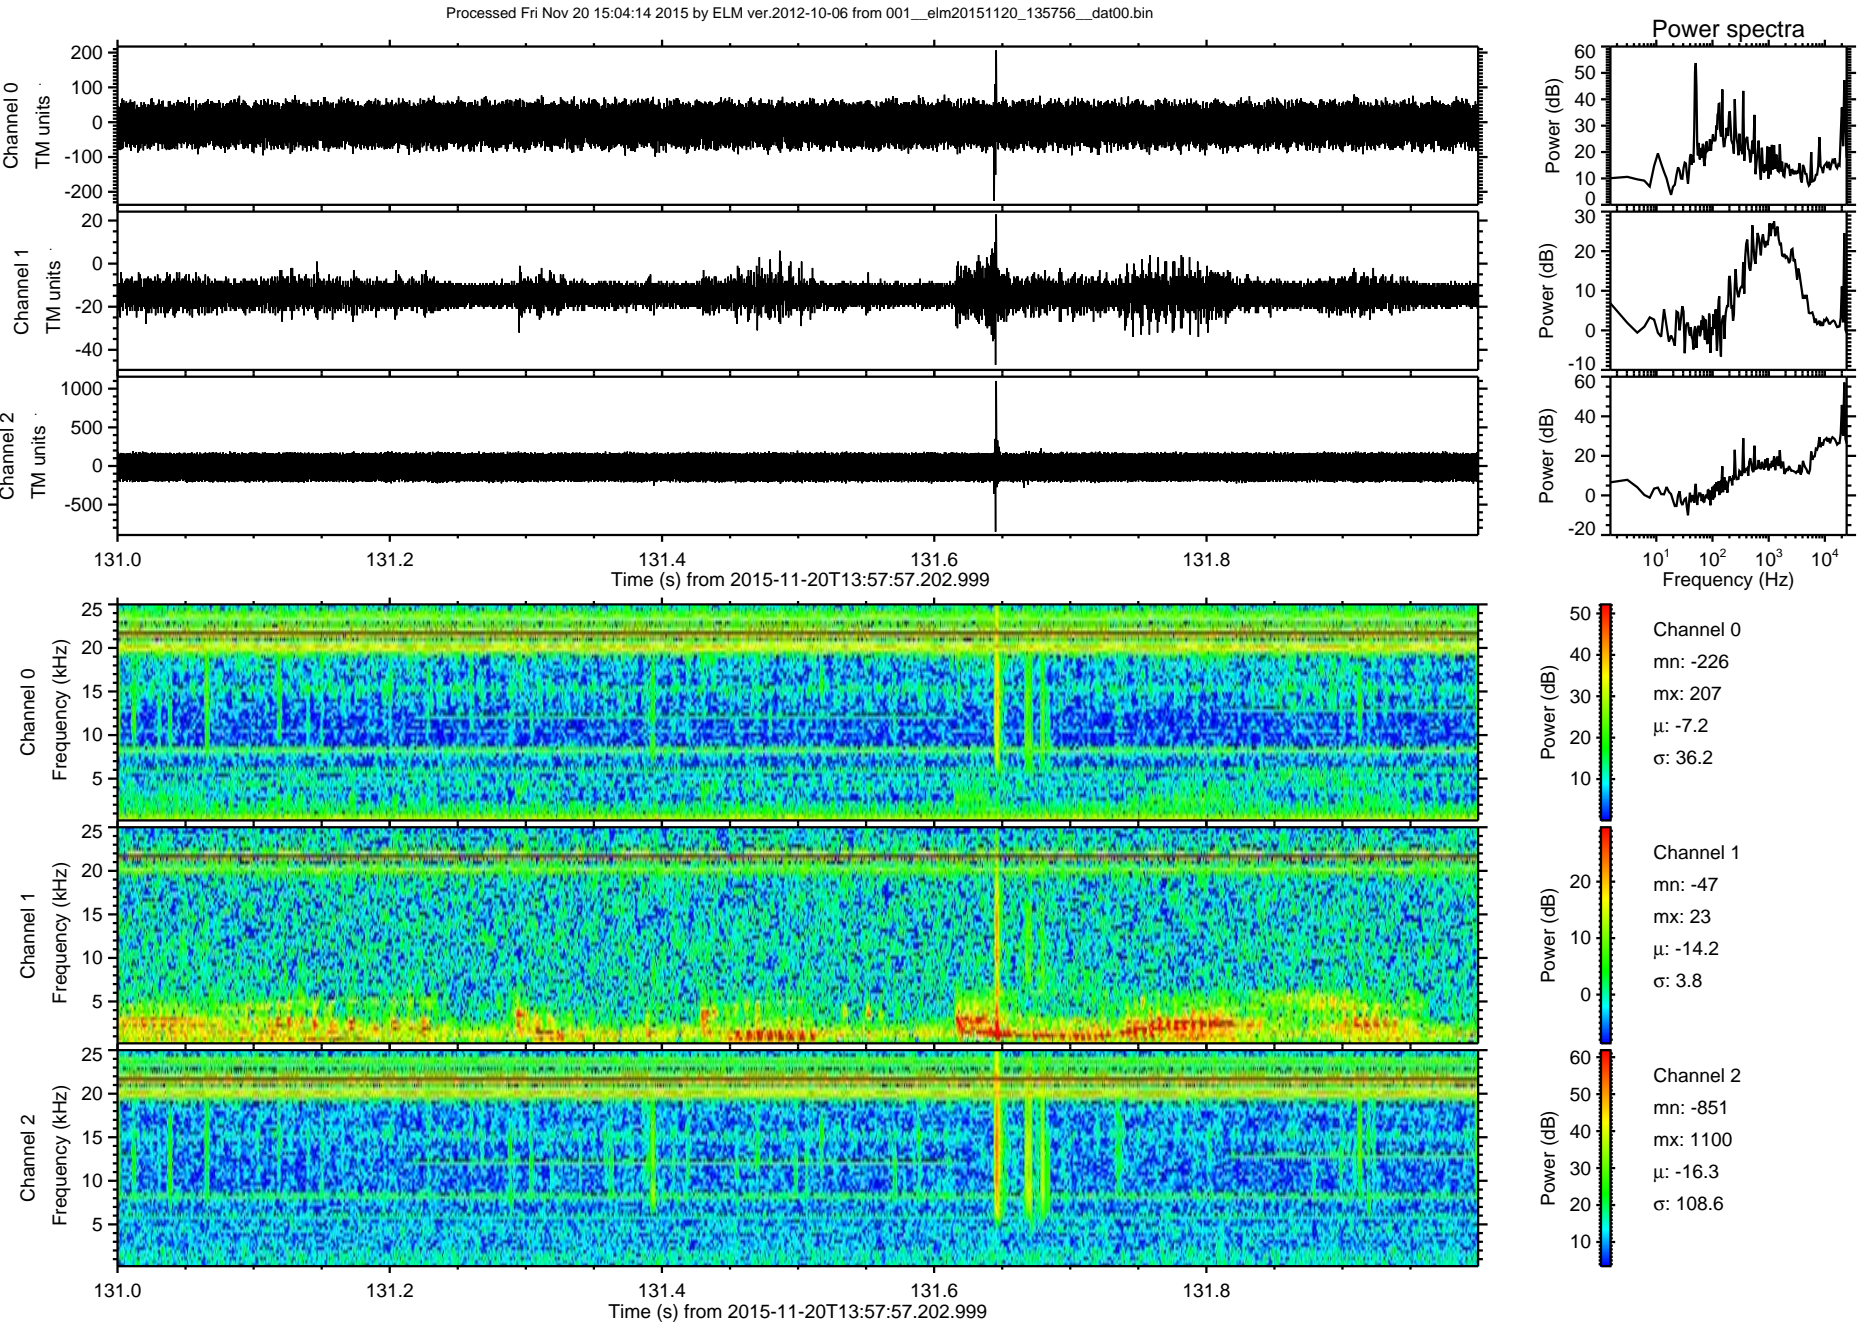 Processed Fri Nov 20 15:04:14 2015 by ELM ver.2012-10-06 from 001__elm20151120_135756__dat00.bin
Power spectra
Channel 0
TM units
200
100
0
-100
-200
Power (dB)
60
50
40
30
20
10
0
Channel 1
TM units
20
0
-20
-40
Power (dB)
30
20
10
0
-10
Channel 2
TM units
1000
500
0
-500
Power (dB)
60
40
20
0
-20
131.0 131.2 131.4 131.6 131.8
Time (s) from 2015-11-20T13:57:57.202.999
10¹ 10² 10³ 10⁴
Frequency (Hz)
Channel 0
Frequency (kHz)
25
20
15
10
5
Power (dB)
50
40
30
20
10
Channel 0
mn: -226
mx: 207
µ: -7.2
σ: 36.2
Channel 1
Frequency (kHz)
25
20
15
10
5
Power (dB)
20
10
0
Channel 1
mn: -47
mx: 23
µ: -14.2
σ: 3.8
Channel 2
Frequency (kHz)
25
20
15
10
5
Power (dB)
60
50
40
30
20
10
Channel 2
mn: -851
mx: 1100
µ: -16.3
σ: 108.6
131.0 131.2 131.4 131.6 131.8
Time (s) from 2015-11-20T13:57:57.202.999